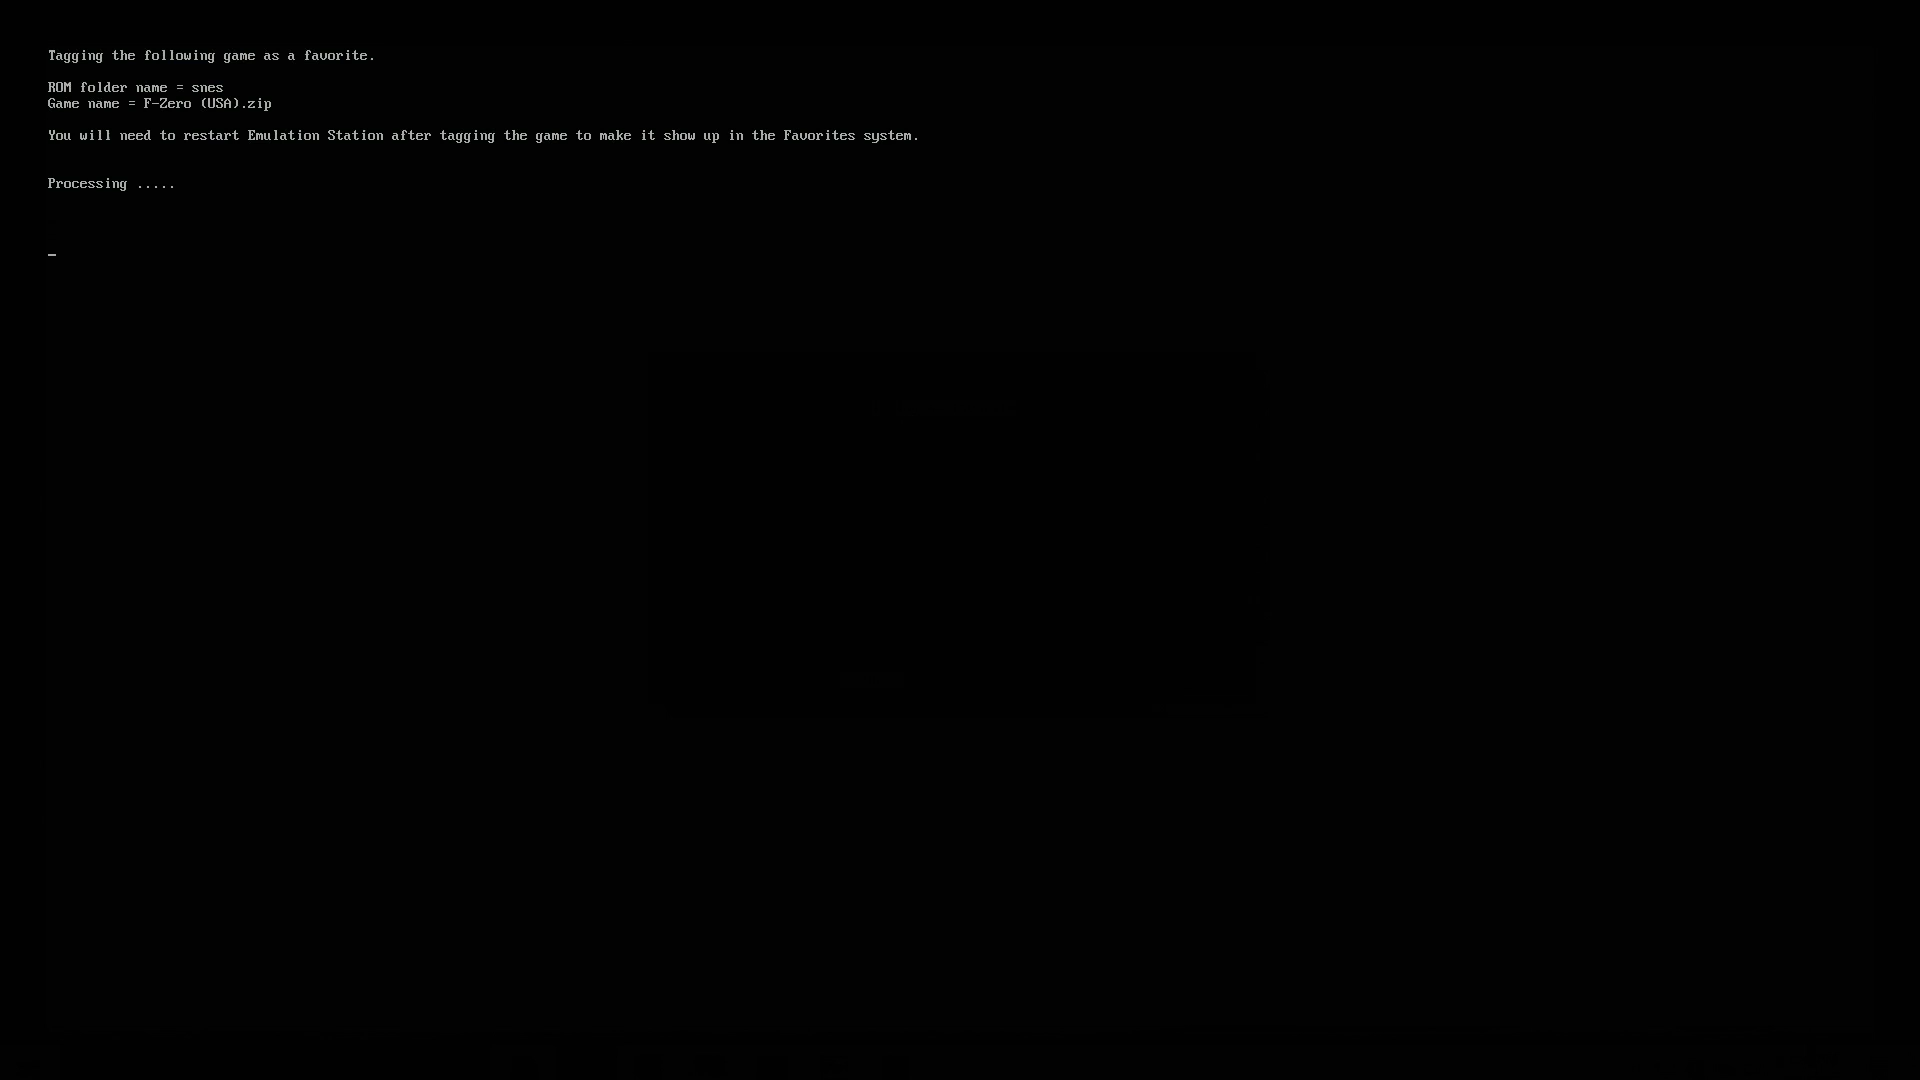 Tagging the following game as a favorite.
ROM folder name = snes
Game name = F-Zero (USA).zip
You will need to restart Emulation Station after tagging the game to make it show up in the Favorites system.
Processing .....
_